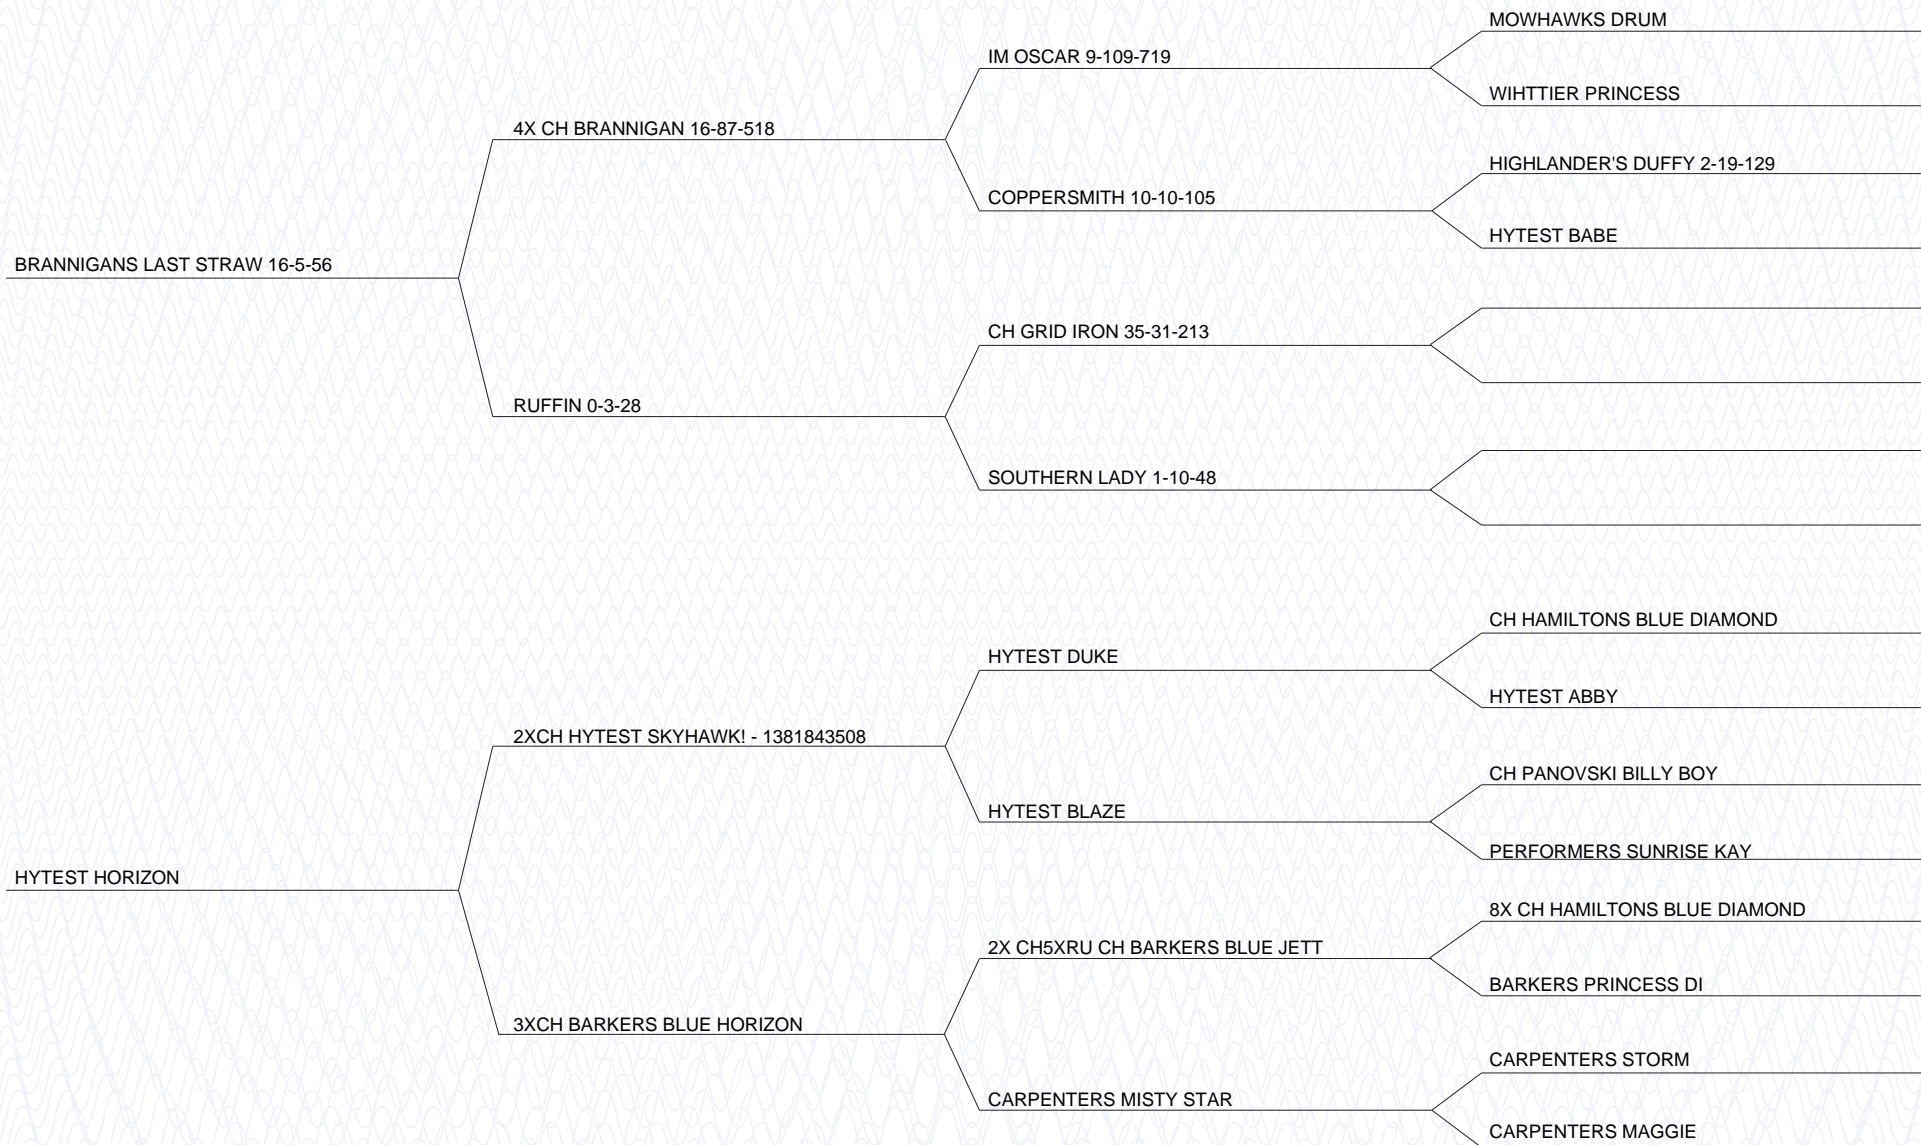 MOWHAWKS DRUM
IM OSCAR 9-109-719
WIHTTIER PRINCESS
4X CH BRANNIGAN 16-87-518
HIGHLANDER'S DUFFY 2-19-129
COPPERSMITH 10-10-105
HYTEST BABE
BRANNIGANS LAST STRAW 16-5-56
CH GRID IRON 35-31-213
RUFFIN 0-3-28
SOUTHERN LADY 1-10-48
CH HAMILTONS BLUE DIAMOND
HYTEST DUKE
HYTEST ABBY
2XCH HYTEST SKYHAWK! - 1381843508
CH PANOVSKI BILLY BOY
HYTEST BLAZE
PERFORMERS SUNRISE KAY
HYTEST HORIZON
8X CH HAMILTONS BLUE DIAMOND
2X CH5XRU CH BARKERS BLUE JETT
BARKERS PRINCESS DI
3XCH BARKERS BLUE HORIZON
CARPENTERS STORM
CARPENTERS MISTY STAR
CARPENTERS MAGGIE